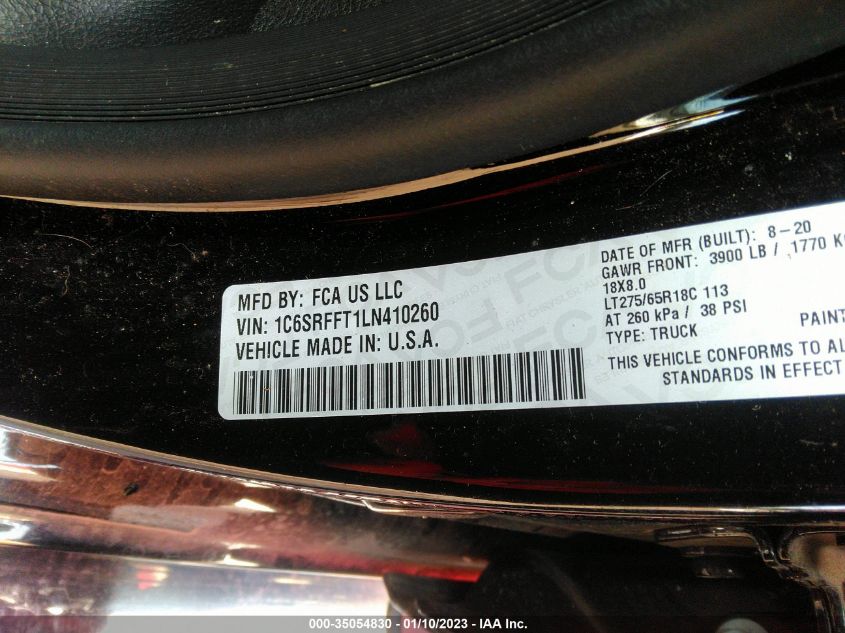 MFD BY: FCA US LLC
VIN: 1C6SRFFT1LN410260
VEHICLE MADE IN: U.S.A.
DATE OF MFR (BUILT): 8-20
GAWR FRONT: 3900 LB / 1770 K
18X8.0
LT275/65R18C 113
AT 260 kPa / 38 PSI
TYPE: TRUCK
PAINT
THIS VEHICLE CONFORMS TO AL
STANDARDS IN EFFECT
000-35054830 - 01/10/2023 - IAA Inc.